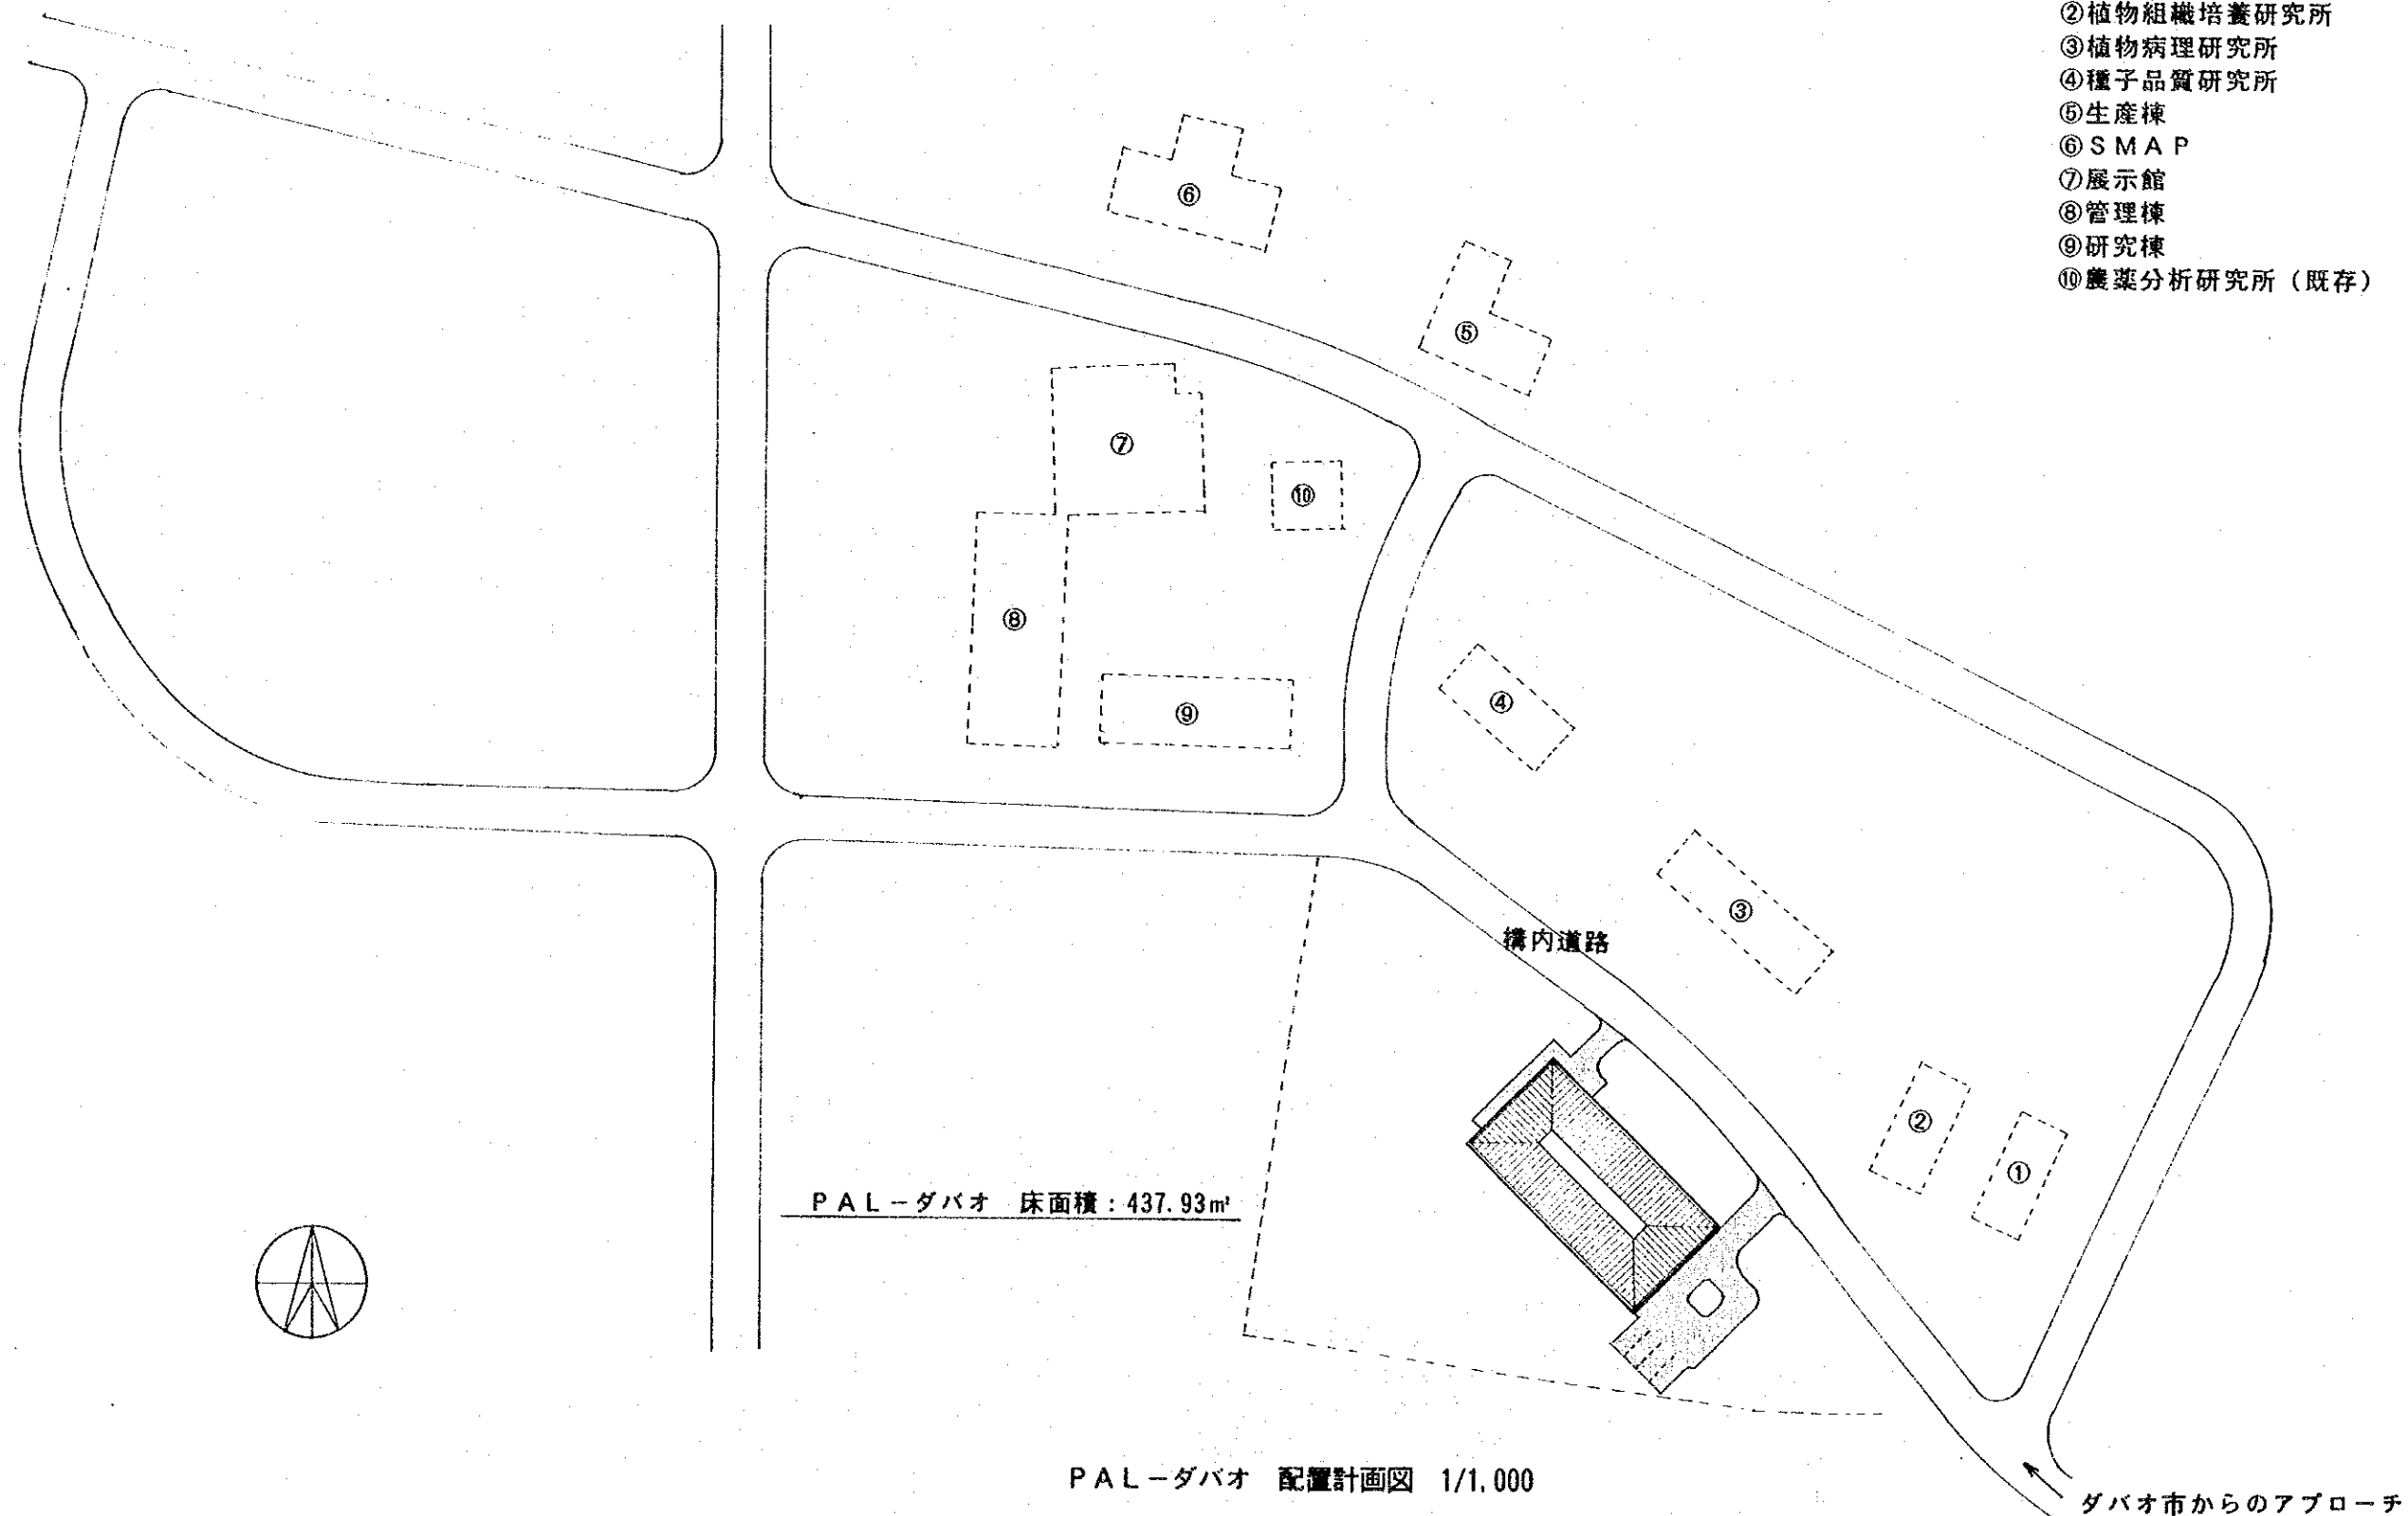 ②植物組織培養研究所
③植物病理研究所
④種子品質研究所
⑤生産棟
⑥ＳＭＡＰ
⑦展示館
⑧管理棟
⑨研究棟
⑩農薬分析研究所（既存）
⑥
⑤
⑦
⑩
⑧
④
⑨
③
構内道路
②
①
ＰＡＬ－ダバオ　床面積：437.93㎡
ＰＡＬ－ダバオ　配置計画図　1/1,000
ダバオ市からのアプローチ